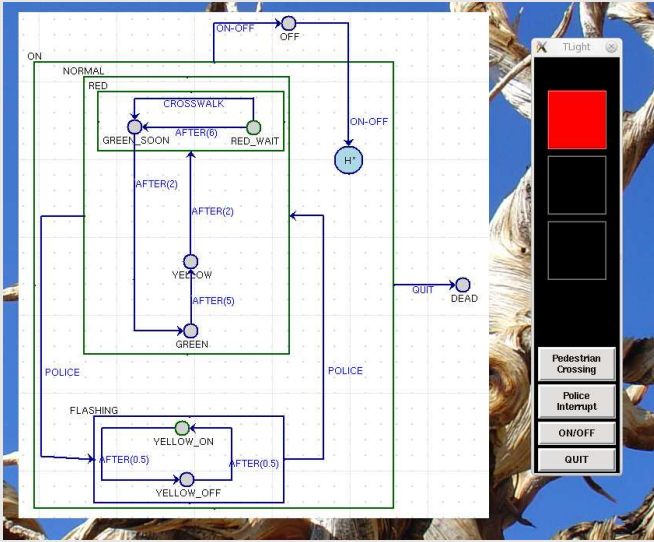 ON-OFF
OFF
TLight
ON
NORMAL
RED
CROSSWALK
AFTER(6)
GREEN_SOON
RED_WAIT
ON-OFF
H*
AFTER(2)
AFTER(2)
YELLOW
AFTER(5)
GREEN
QUIT
DEAD
POLICE
POLICE
FLASHING
YELLOW_ON
AFTER(0.5)
AFTER(0.5)
YELLOW_OFF
Pedestrian
Crossing
Police
Interrupt
ON/OFF
QUIT